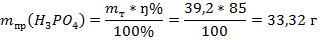 m_пр(H₃PO₄) = (m_т * ŋ%) / 100% = (39,2 * 85) / 100 = 33,32 г